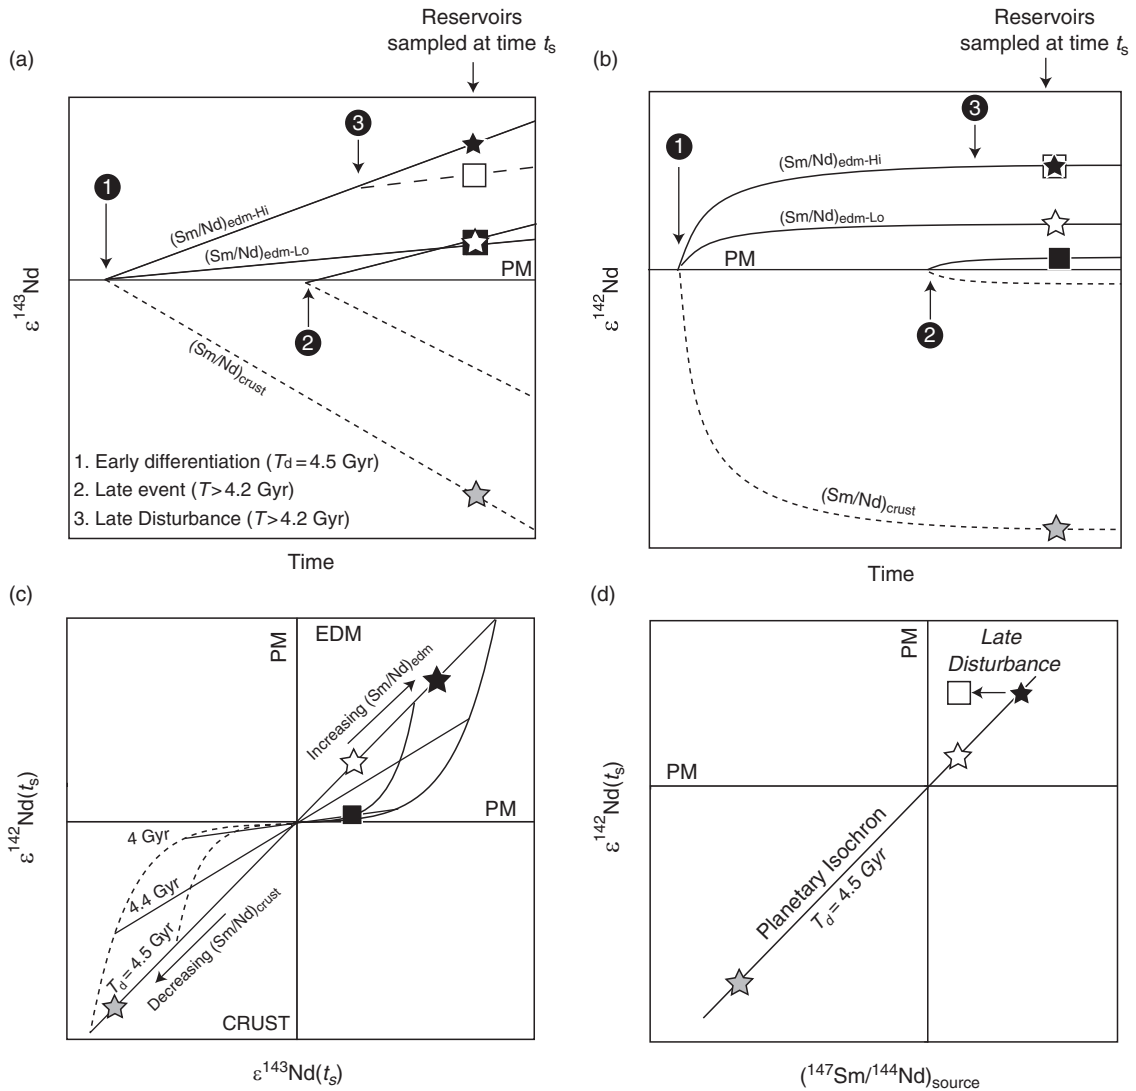 (a)
Reservoirs
sampled at time tₛ
3
1
(Sm/Nd)edm-Hi
(Sm/Nd)edm-Lo
PM
ε¹⁴³Nd
2
(Sm/Nd)crust
1. Early differentiation (Td = 4.5 Gyr)
2. Late event (T > 4.2 Gyr)
3. Late Disturbance (T > 4.2 Gyr)
Time
(b)
Reservoirs
sampled at time tₛ
3
1
(Sm/Nd)edm-Hi
(Sm/Nd)edm-Lo
PM
ε¹⁴²Nd
2
(Sm/Nd)crust
Time
(c)
PM
EDM
Increasing (Sm/Nd)edm
PM
ε¹⁴²Nd(tₛ)
4 Gyr
4.4 Gyr
Td = 4.5 Gyr
Decreasing (Sm/Nd)crust
CRUST
ε¹⁴³Nd(tₛ)
(d)
PM
Late
Disturbance
PM
ε¹⁴²Nd(tₛ)
Planetary Isochron
Td = 4.5 Gyr
(¹⁴⁷Sm/¹⁴⁴Nd)source